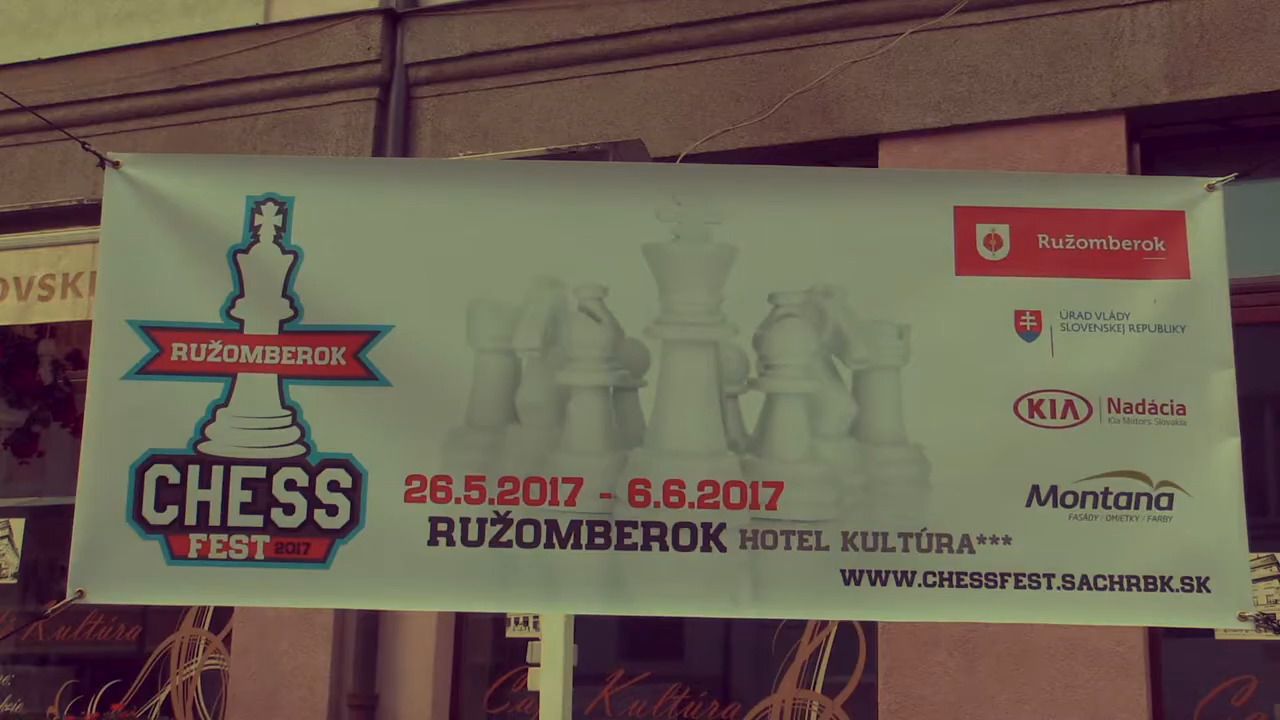 OVSKI
RUŽOMBEROK
CHESS
FEST 2017
26.5.2017 - 6.6.2017
RUŽOMBEROK HOTEL KULTÚRA***
WWW.CHESSFEST.SACHRBK.SK
Ružomberok
ÚRAD VLÁDY
SLOVENSKEJ REPUBLIKY
KIA Nadácia
Kia Motors Slovakia
Montana
FASÁDY / OMIETKY / FARBY
Kultúra
Kultúra